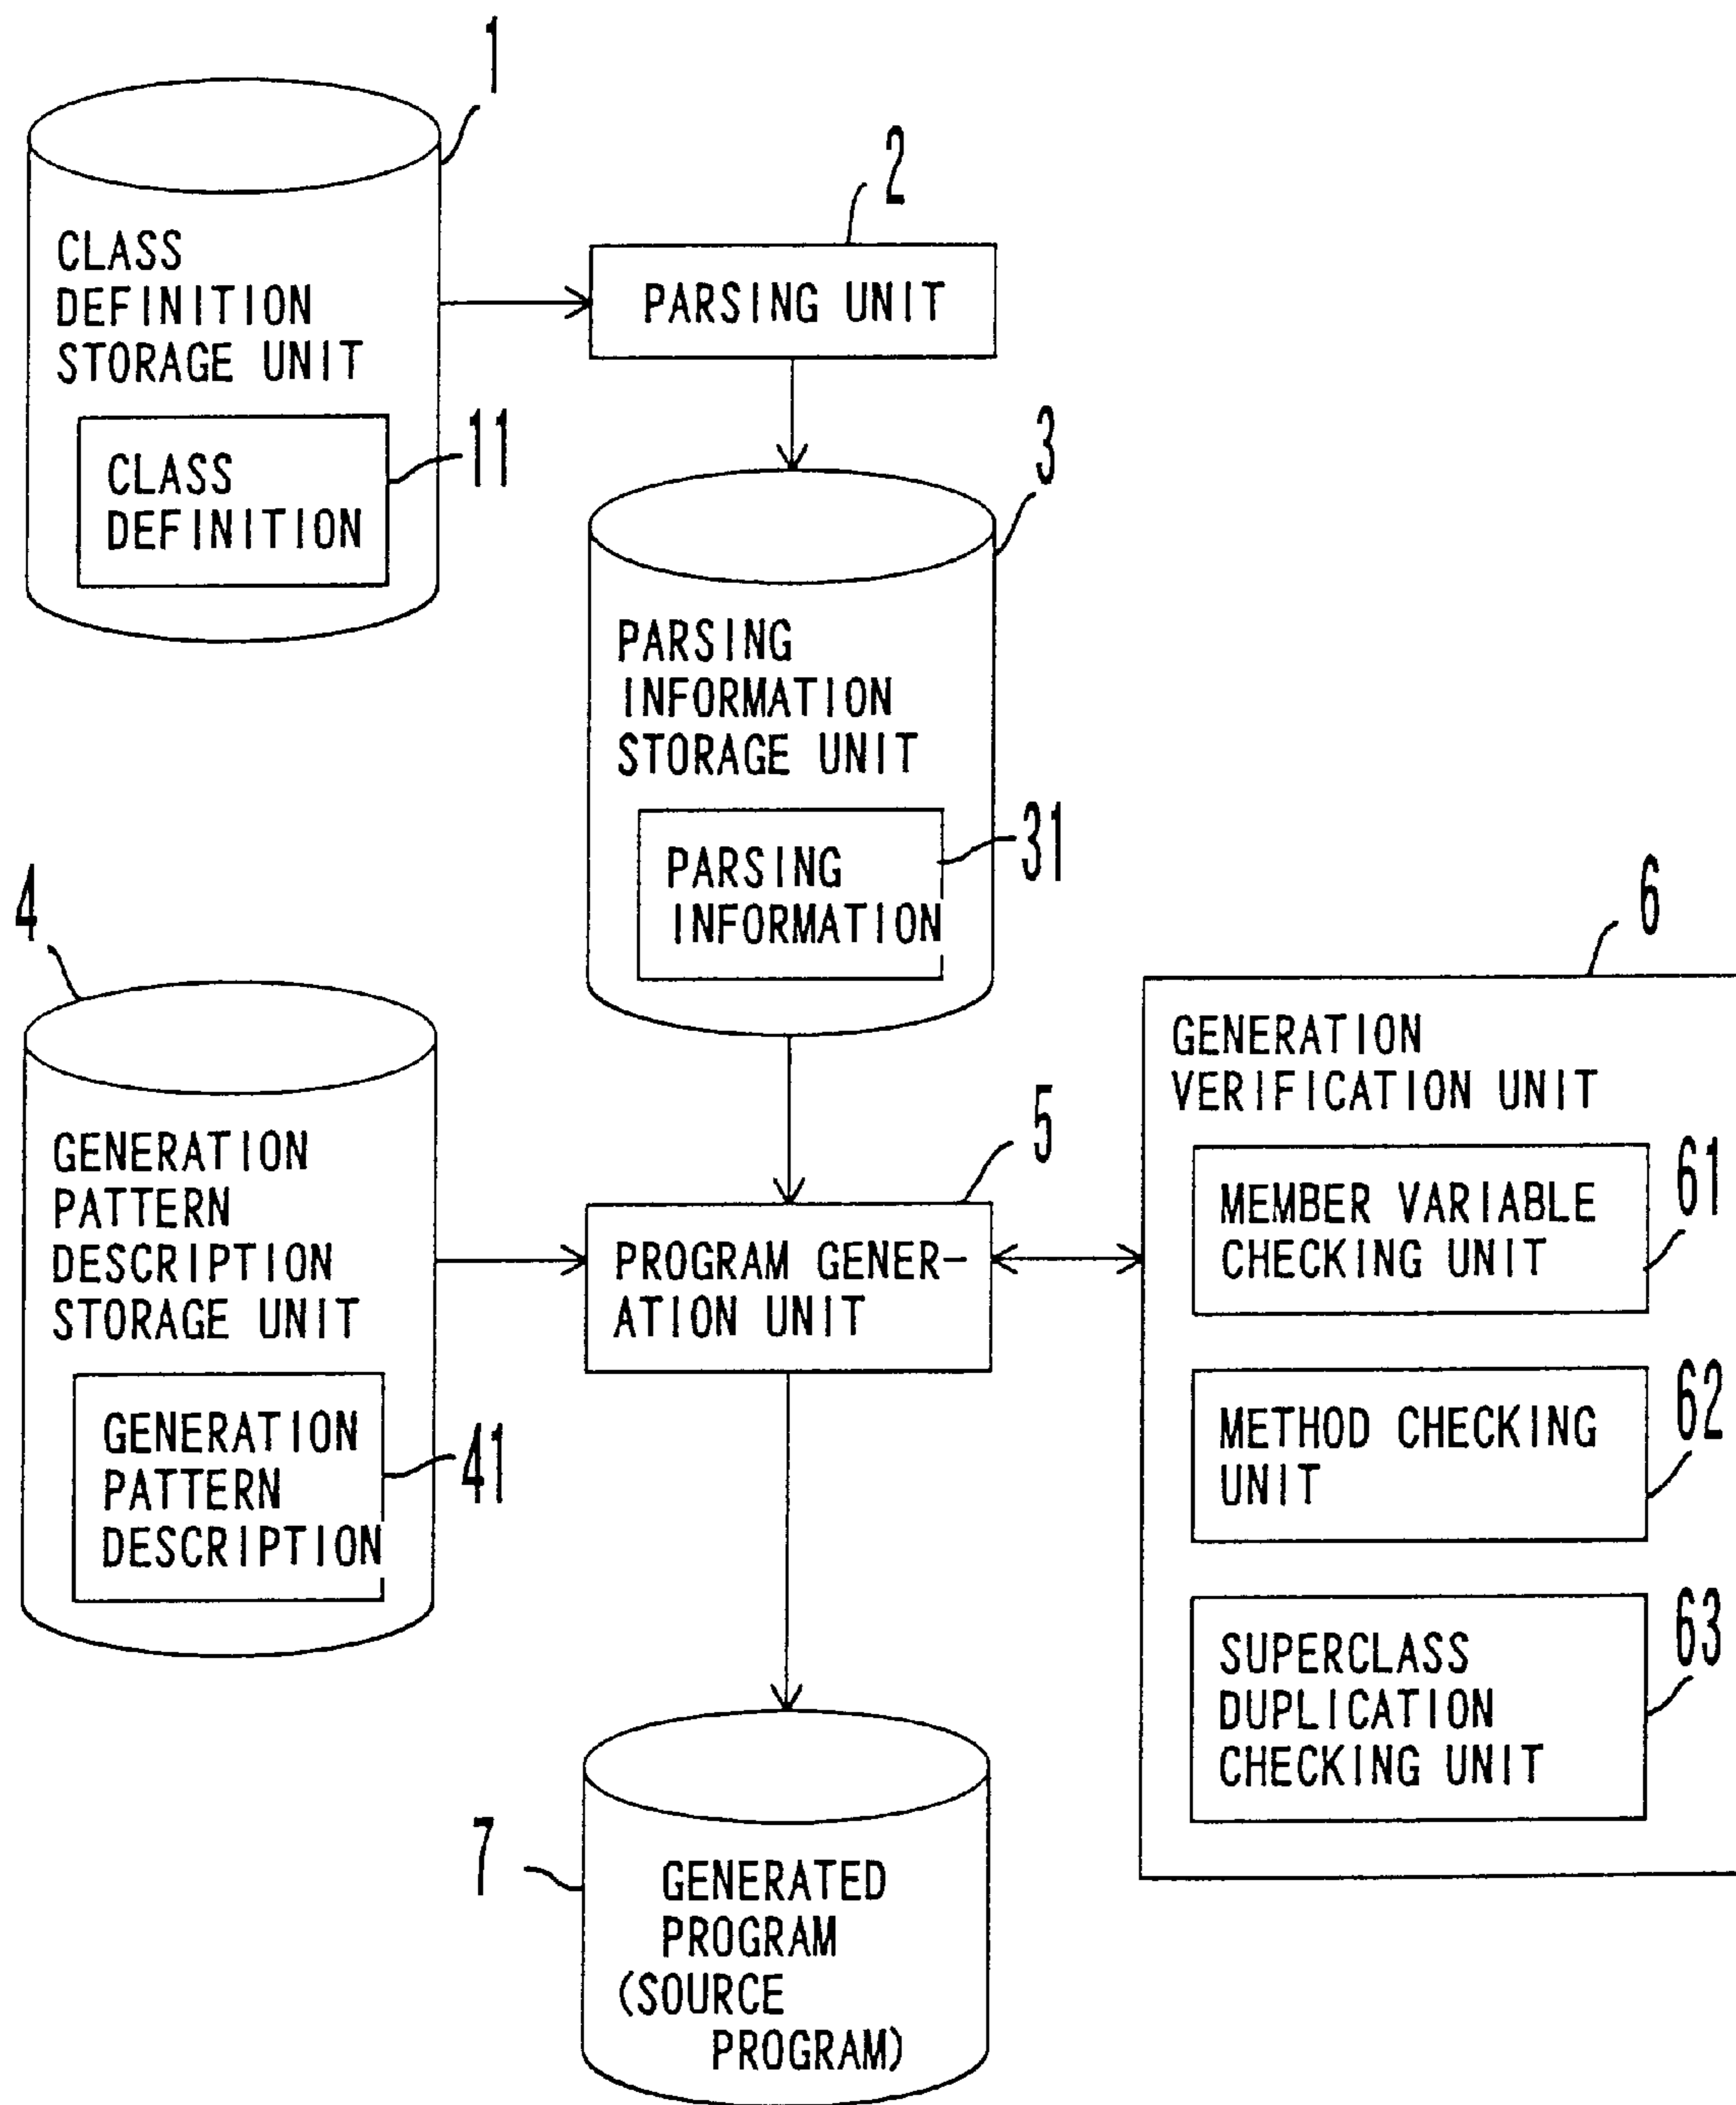 1
CLASS
DEFINITION
STORAGE UNIT
11
CLASS
DEFINITION
2
PARSING UNIT
3
PARSING
INFORMATION
STORAGE UNIT
31
PARSING
INFORMATION
4
GENERATION
PATTERN
DESCRIPTION
STORAGE UNIT
41
GENERATION
PATTERN
DESCRIPTION
5
PROGRAM GENER-
ATION UNIT
6
GENERATION
VERIFICATION UNIT
61
MEMBER VARIABLE
CHECKING UNIT
62
METHOD CHECKING
UNIT
63
SUPERCLASS
DUPLICATION
CHECKING UNIT
7
GENERATED
PROGRAM
(SOURCE
PROGRAM)